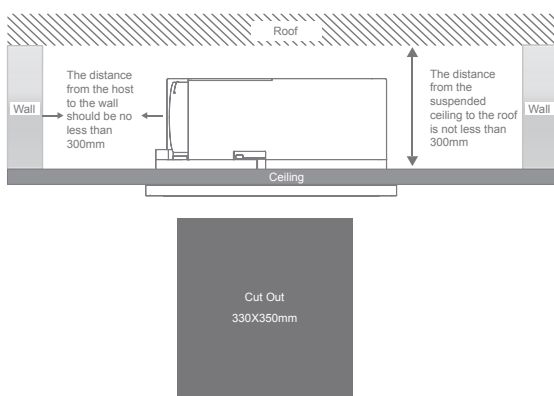 Roof
Wall
The distance
from the host
to the wall
should be no
less than
300mm
The distance
from the
suspended
ceiling to the roof
is not less than
300mm
Wall
Ceiling
Cut Out
330X350mm